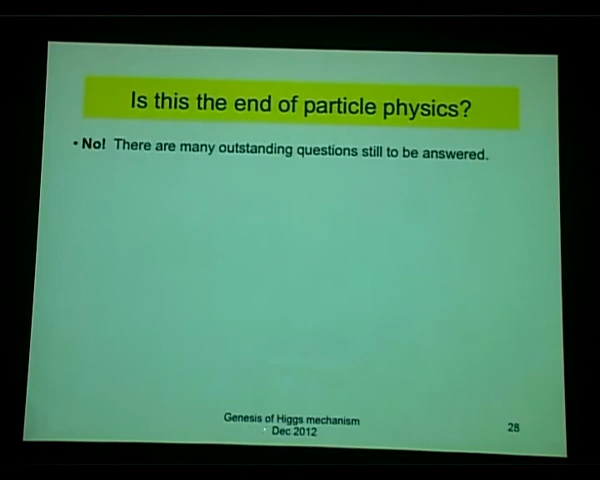 Is this the end of particle physics?
• No! There are many outstanding questions still to be answered.
Genesis of Higgs mechanism
Dec 2012
28